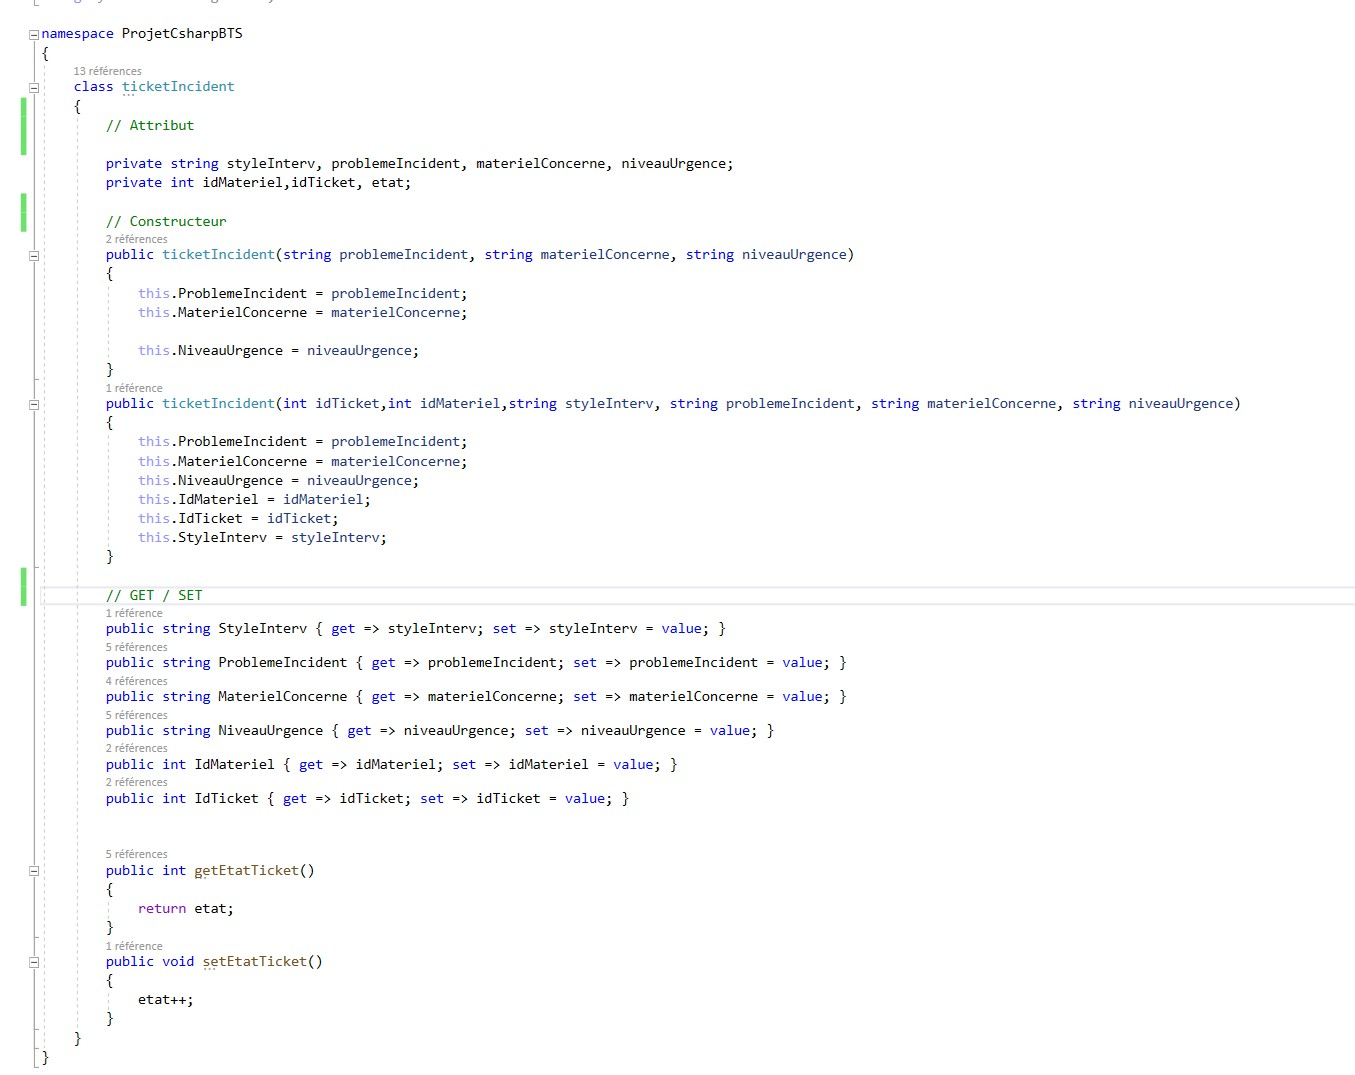 namespace ProjetCsharpBTS
{
13 références
class ticketIncident
{
// Attribut
private string styleInterv, problemeIncident, materielConcerne, niveauUrgence;
private int idMateriel,idTicket, etat;
// Constructeur
2 références
public ticketIncident(string problemeIncident, string materielConcerne, string niveauUrgence)
{
this.ProblemeIncident = problemeIncident;
this.MaterielConcerne = materielConcerne;
this.NiveauUrgence = niveauUrgence;
}
1 référence
public ticketIncident(int idTicket,int idMateriel,string styleInterv, string problemeIncident, string materielConcerne, string niveauUrgence)
{
this.ProblemeIncident = problemeIncident;
this.MaterielConcerne = materielConcerne;
this.NiveauUrgence = niveauUrgence;
this.IdMateriel = idMateriel;
this.IdTicket = idTicket;
this.StyleInterv = styleInterv;
}
// GET / SET
1 référence
public string StyleInterv { get => styleInterv; set => styleInterv = value; }
5 références
public string ProblemeIncident { get => problemeIncident; set => problemeIncident = value; }
4 références
public string MaterielConcerne { get => materielConcerne; set => materielConcerne = value; }
5 références
public string NiveauUrgence { get => niveauUrgence; set => niveauUrgence = value; }
2 références
public int IdMateriel { get => idMateriel; set => idMateriel = value; }
2 références
public int IdTicket { get => idTicket; set => idTicket = value; }
5 références
public int getEtatTicket()
{
return etat;
}
1 référence
public void setEtatTicket()
{
etat++;
}
}
}